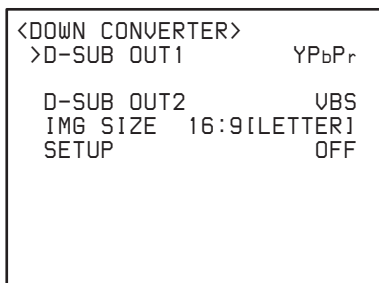 <DOWN CONVERTER>
>D-SUB OUT1 YPbPr
D-SUB OUT2 VBS
IMG SIZE 16:9[LETTER]
SETUP OFF